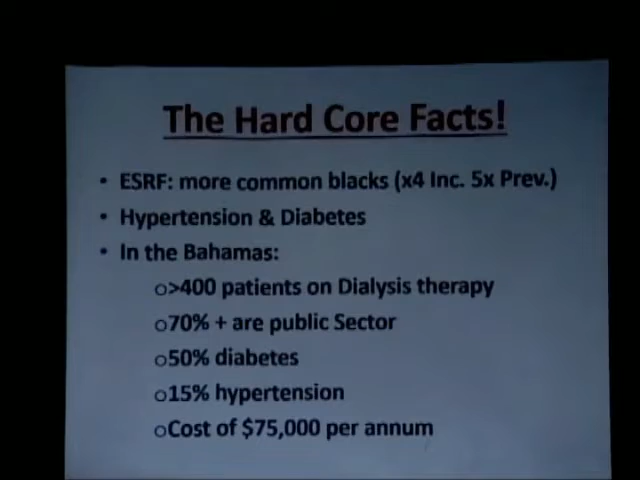 The Hard Core Facts!
• ESRF: more common blacks (x4 Inc. 5x Prev.)
• Hypertension & Diabetes
• In the Bahamas:
o>400 patients on Dialysis therapy
o70% + are public Sector
o50% diabetes
o15% hypertension
oCost of $75,000 per annum